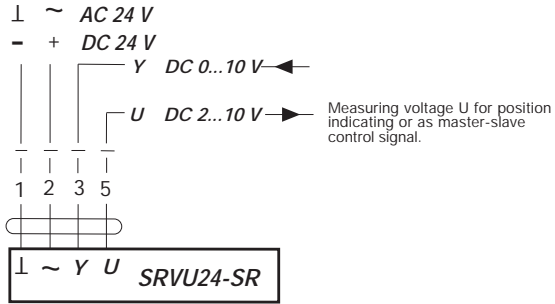 ⊥ ~ AC 24 V
- + DC 24 V
Y DC 0...10 V
U DC 2...10 V
Measuring voltage U for position
indicating or as master-slave
control signal.
1 2 3 5
⊥ ~ Y U SRVU24-SR